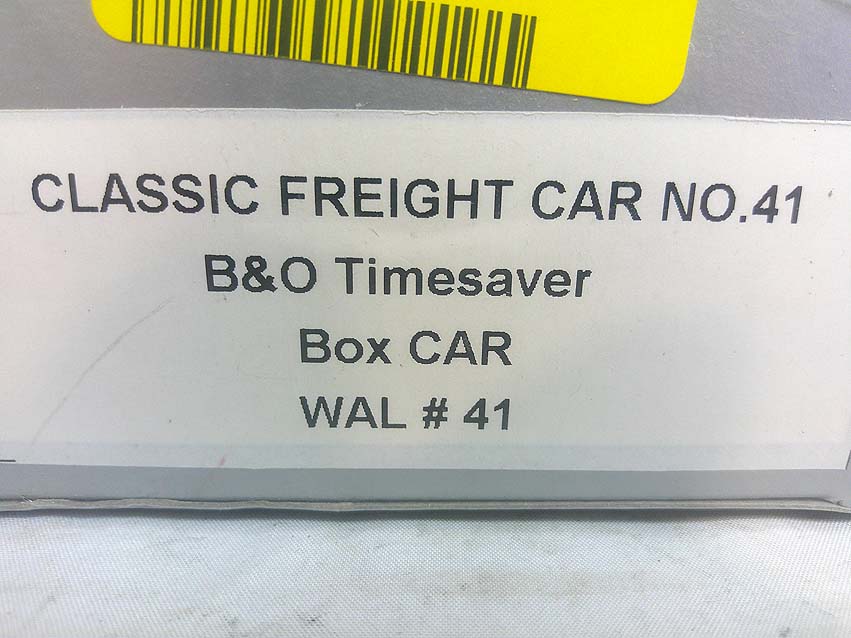 CLASSIC FREIGHT CAR NO.41
B&O Timesaver
Box CAR
WAL # 41